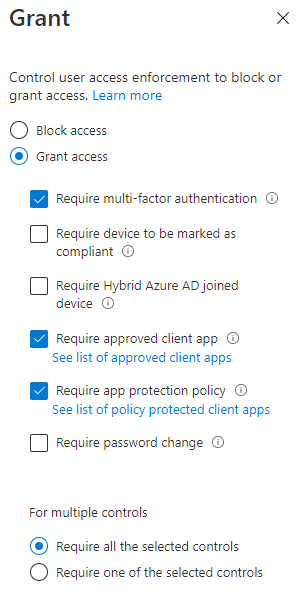 Grant
Control user access enforcement to block or
grant access. Learn more
Block access
Grant access
Require multi-factor authentication
Require device to be marked as
compliant
Require Hybrid Azure AD joined
device
Require approved client app
See list of approved client apps
Require app protection policy
See list of policy protected client apps
Require password change
For multiple controls
Require all the selected controls
Require one of the selected controls